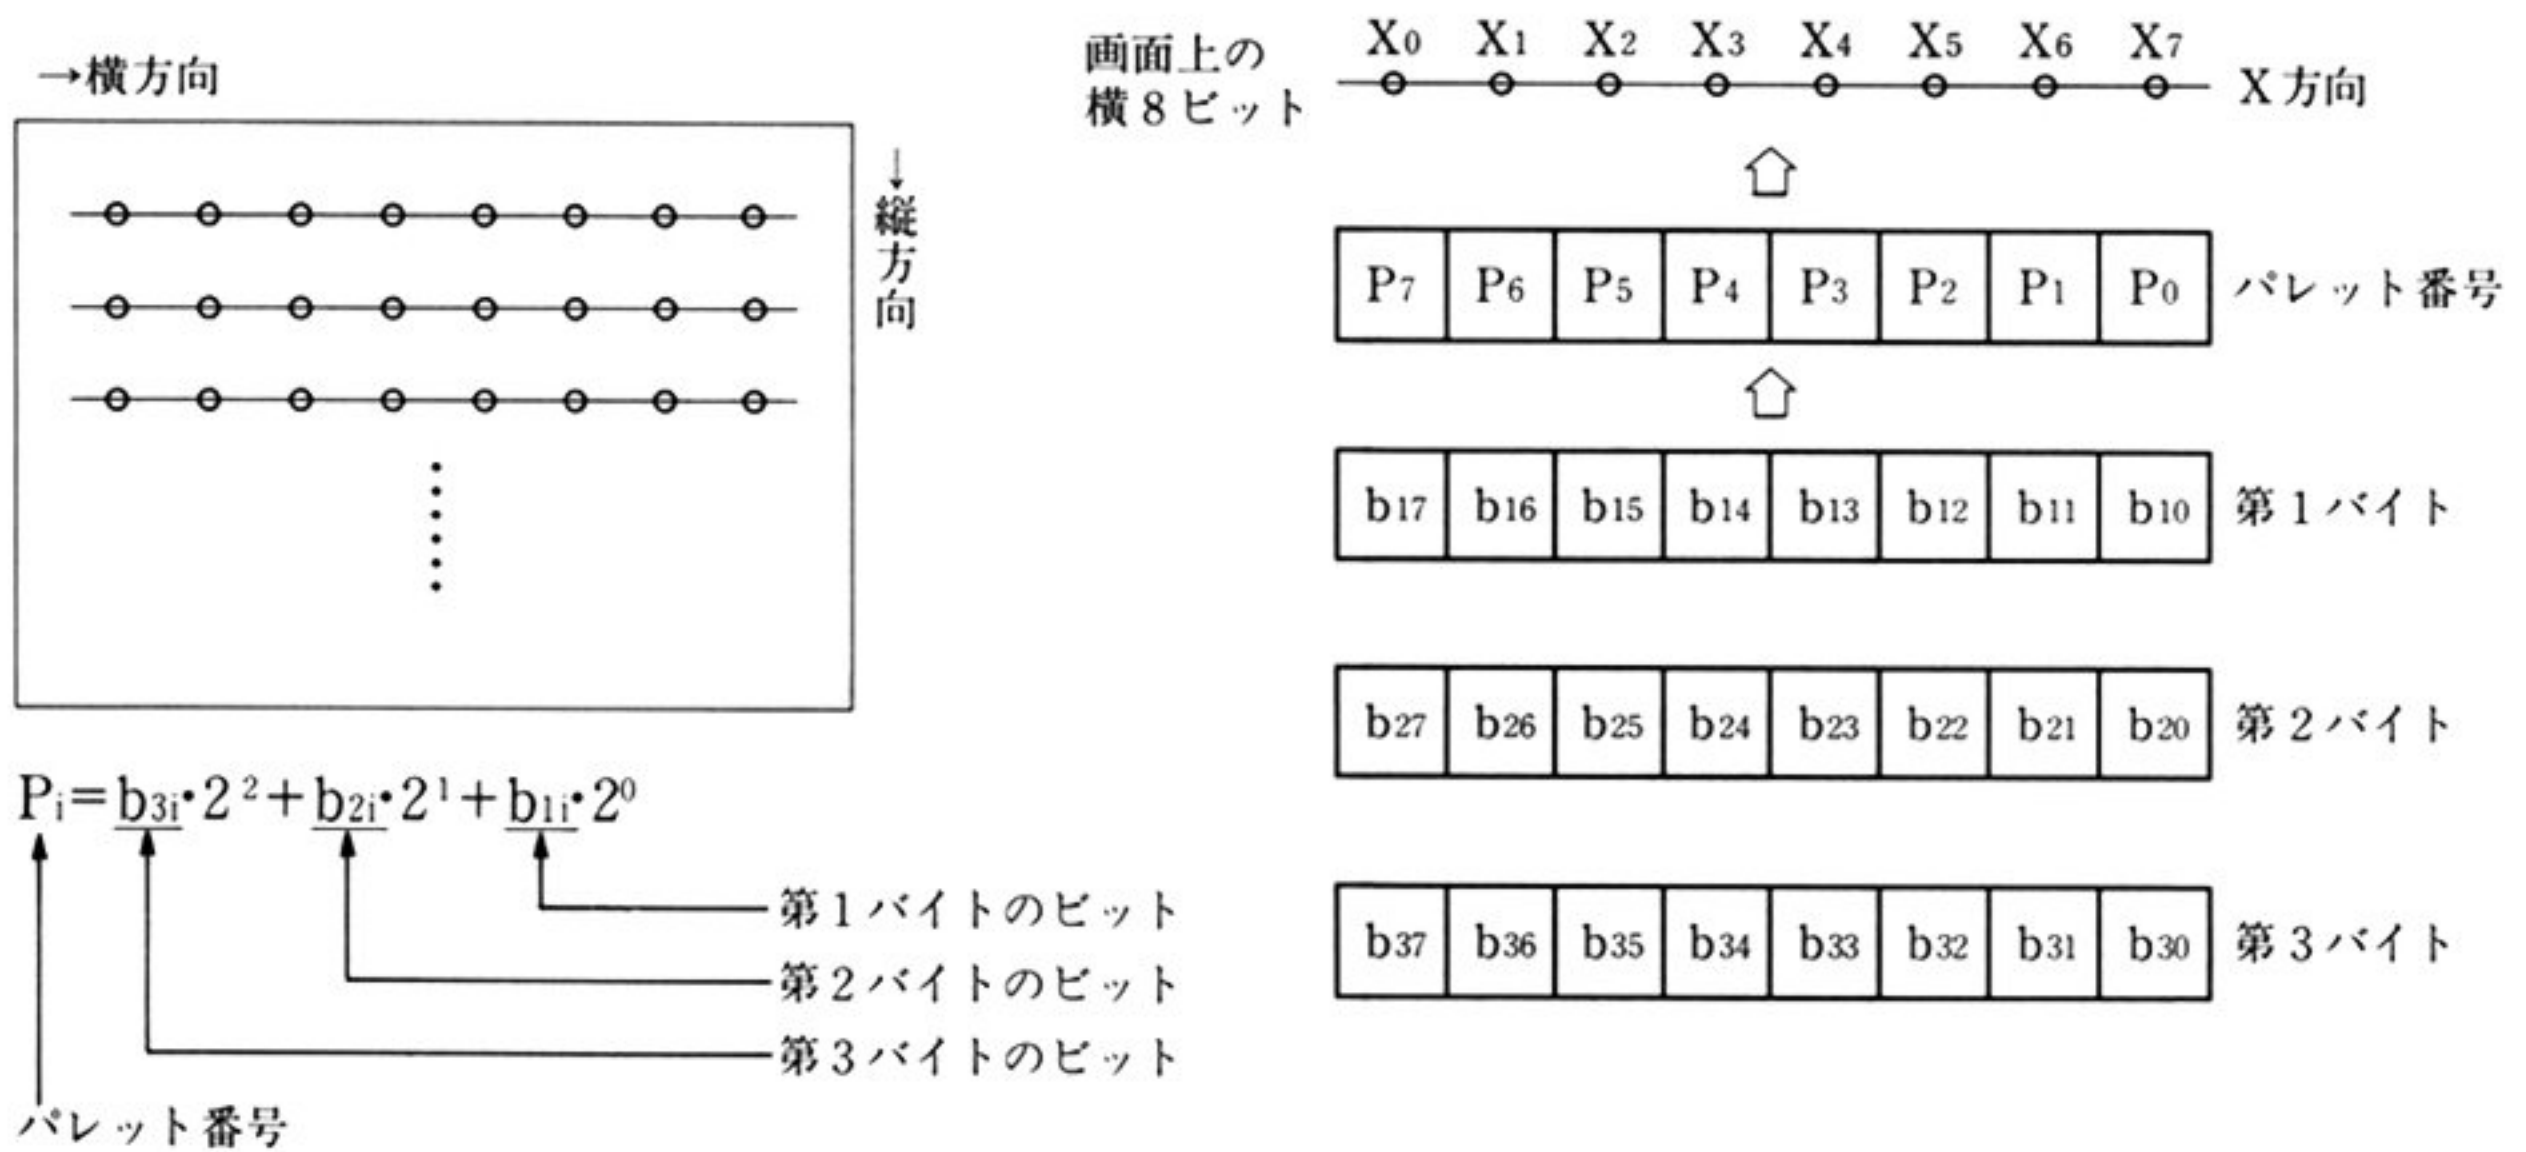 →横方向
↓縦方向
Pi=b3i・2²+b2i・2¹+b1i・2⁰
第1バイトのビット
第2バイトのビット
第3バイトのビット
パレット番号
画面上の
横8ビット
X0 X1 X2 X3 X4 X5 X6 X7
X方向
P7 P6 P5 P4 P3 P2 P1 P0 パレット番号
b17 b16 b15 b14 b13 b12 b11 b10 第1バイト
b27 b26 b25 b24 b23 b22 b21 b20 第2バイト
b37 b36 b35 b34 b33 b32 b31 b30 第3バイト